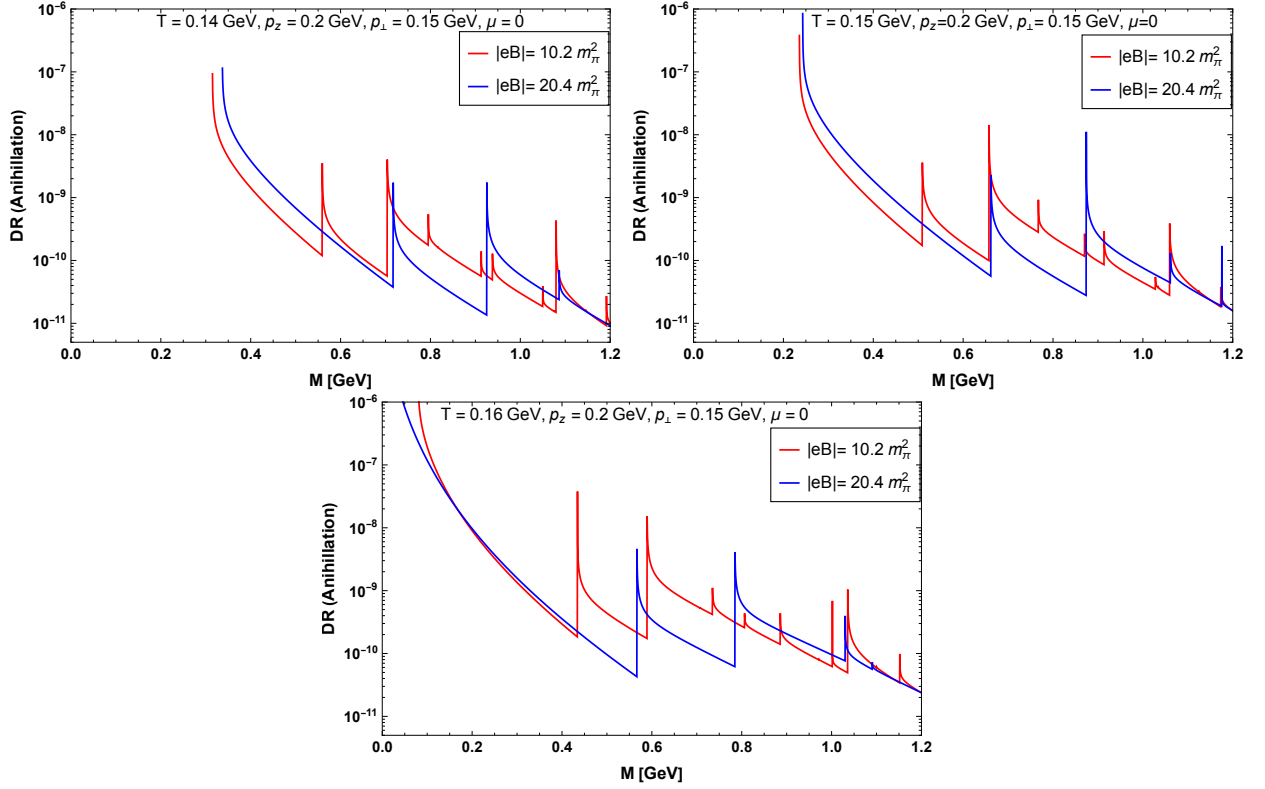 T = 0.14 GeV, p_z = 0.2 GeV, p_⊥ = 0.15 GeV, μ = 0
|eB|= 10.2 m_π^2
|eB|= 20.4 m_π^2
DR (Anihillation)
10^-6
10^-7
10^-8
10^-9
10^-10
10^-11
0.0 0.2 0.4 0.6 0.8 1.0 1.2
M [GeV]
T = 0.15 GeV, p_z=0.2 GeV, p_⊥= 0.15 GeV, μ=0
|eB|= 10.2 m_π^2
|eB|= 20.4 m_π^2
DR (Anihillation)
10^-6
10^-7
10^-8
10^-9
10^-10
10^-11
0.0 0.2 0.4 0.6 0.8 1.0 1.2
M [GeV]
T = 0.16 GeV, p_z = 0.2 GeV, p_⊥ = 0.15 GeV, μ = 0
|eB|= 10.2 m_π^2
|eB|= 20.4 m_π^2
DR (Anihillation)
10^-6
10^-7
10^-8
10^-9
10^-10
10^-11
0.0 0.2 0.4 0.6 0.8 1.0 1.2
M [GeV]